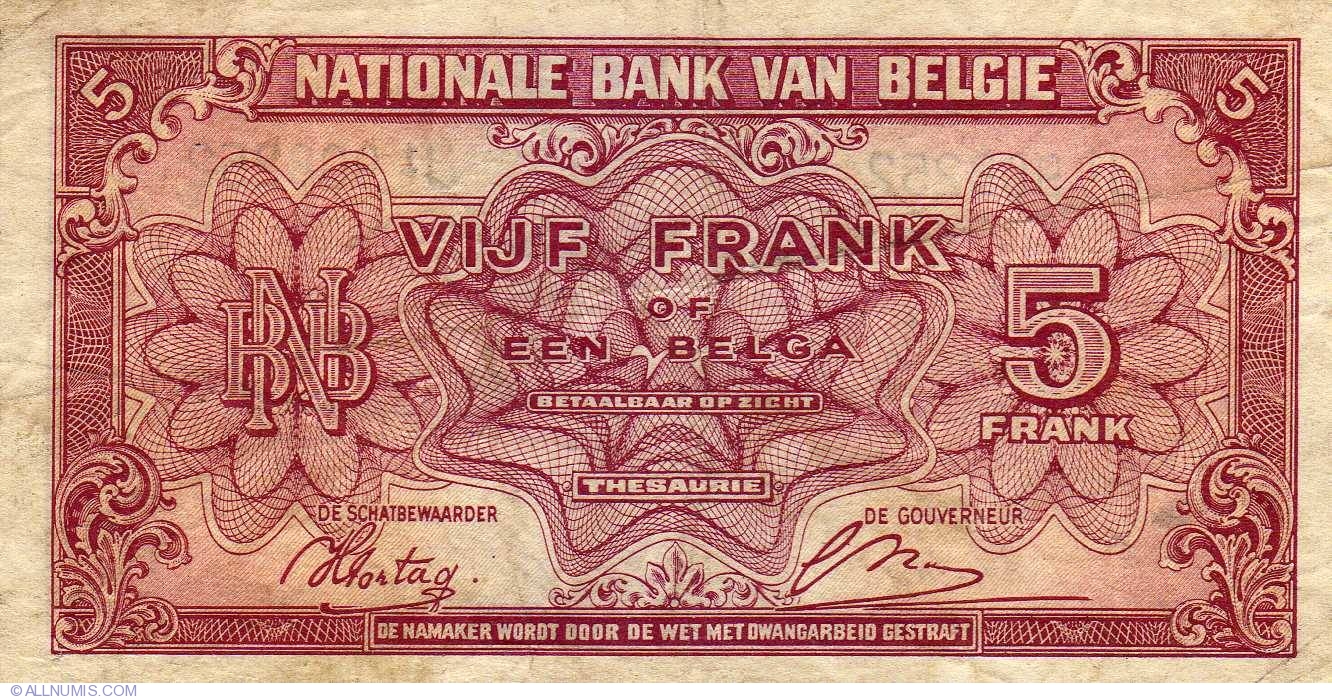 5
NATIONALE BANK VAN BELGIE
5
252
VIJF FRANK
OF
EEN BELGA
BNB
N
5
FRANK
BETAALBAAR OP ZICHT
THESAURIE
DE SCHATBEWAARDER
DE GOUVERNEUR
DE NAMAKER WORDT DOOR DE WET MET DWANGARBEID GESTRAFT
© ALLNUMIS.COM